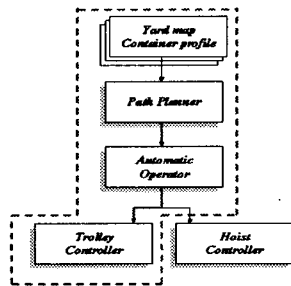 Yard map
Container profile
Path Planner
Automatic
Operator
Trolley
Controller
Hoist
Controller